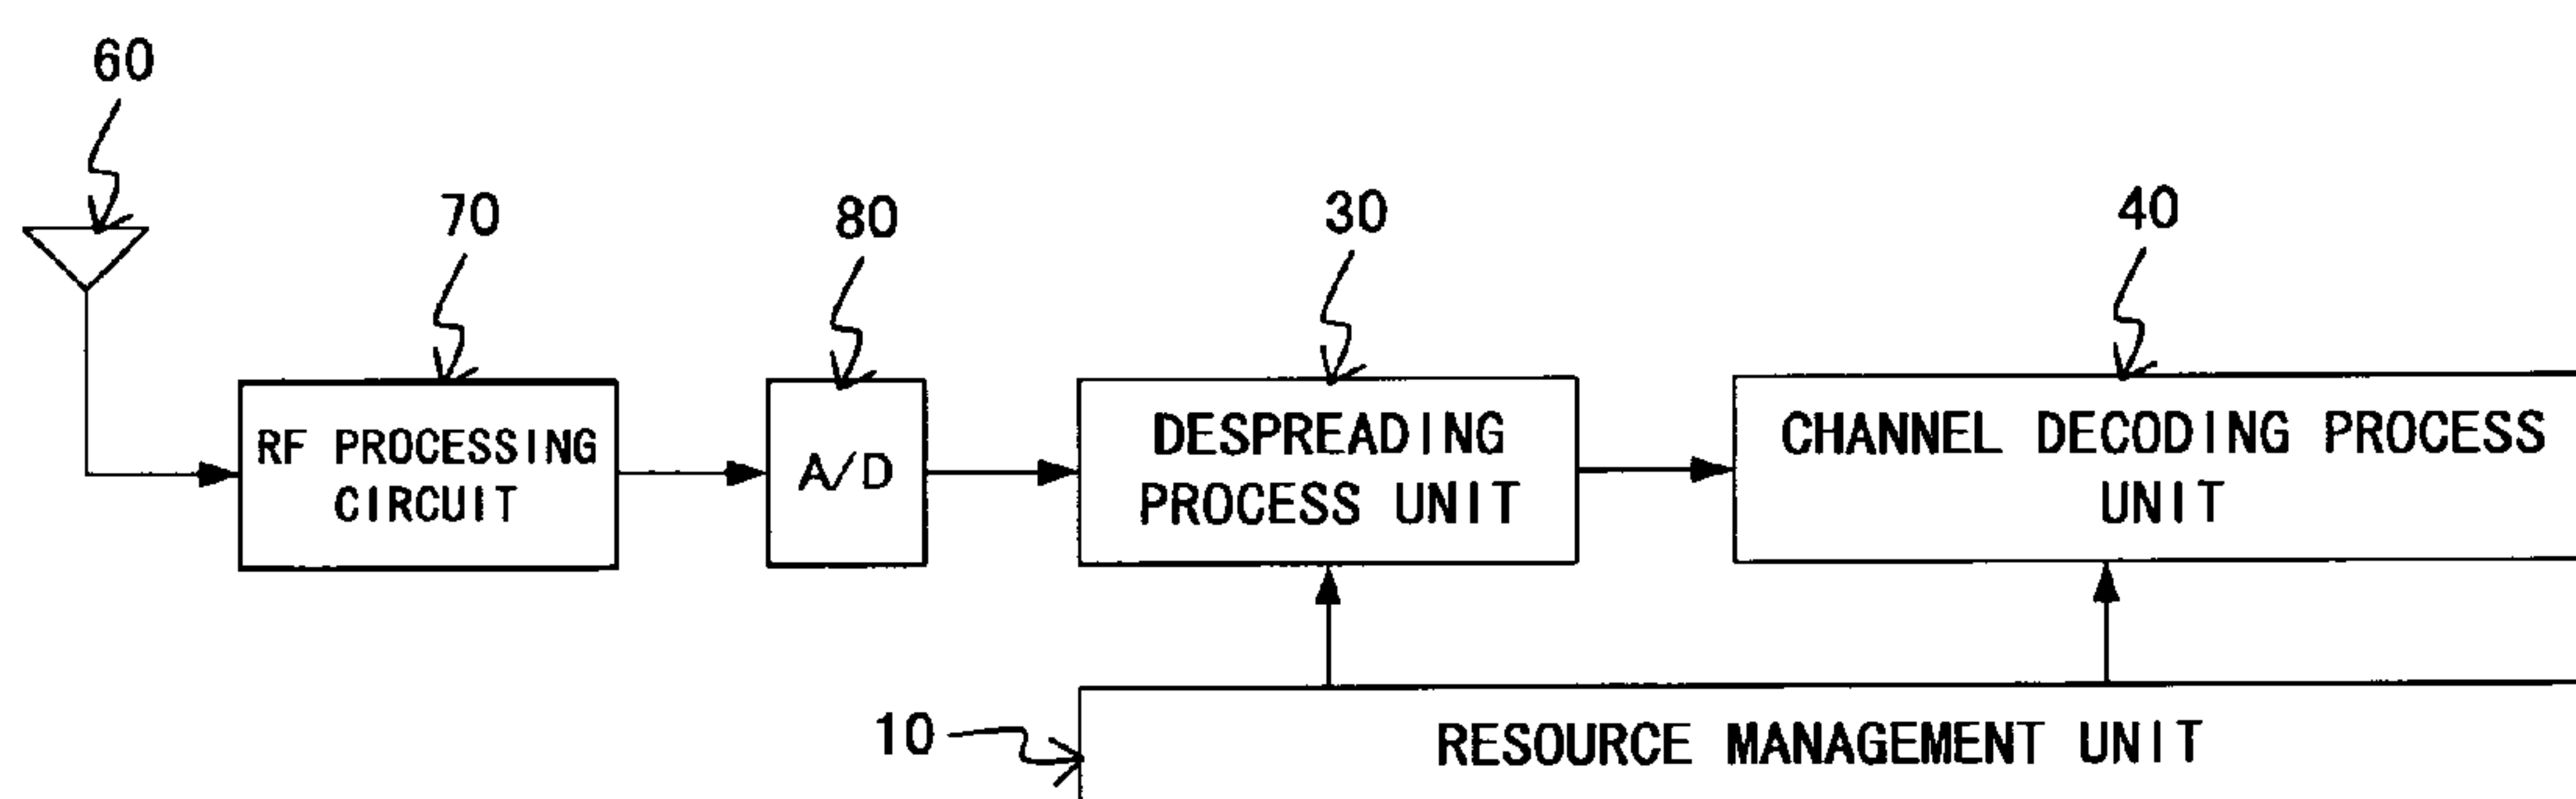 60
70
80
30
40
RF PROCESSING
CIRCUIT
A/D
DESPREADING
PROCESS UNIT
CHANNEL DECODING PROCESS
UNIT
10
RESOURCE MANAGEMENT UNIT